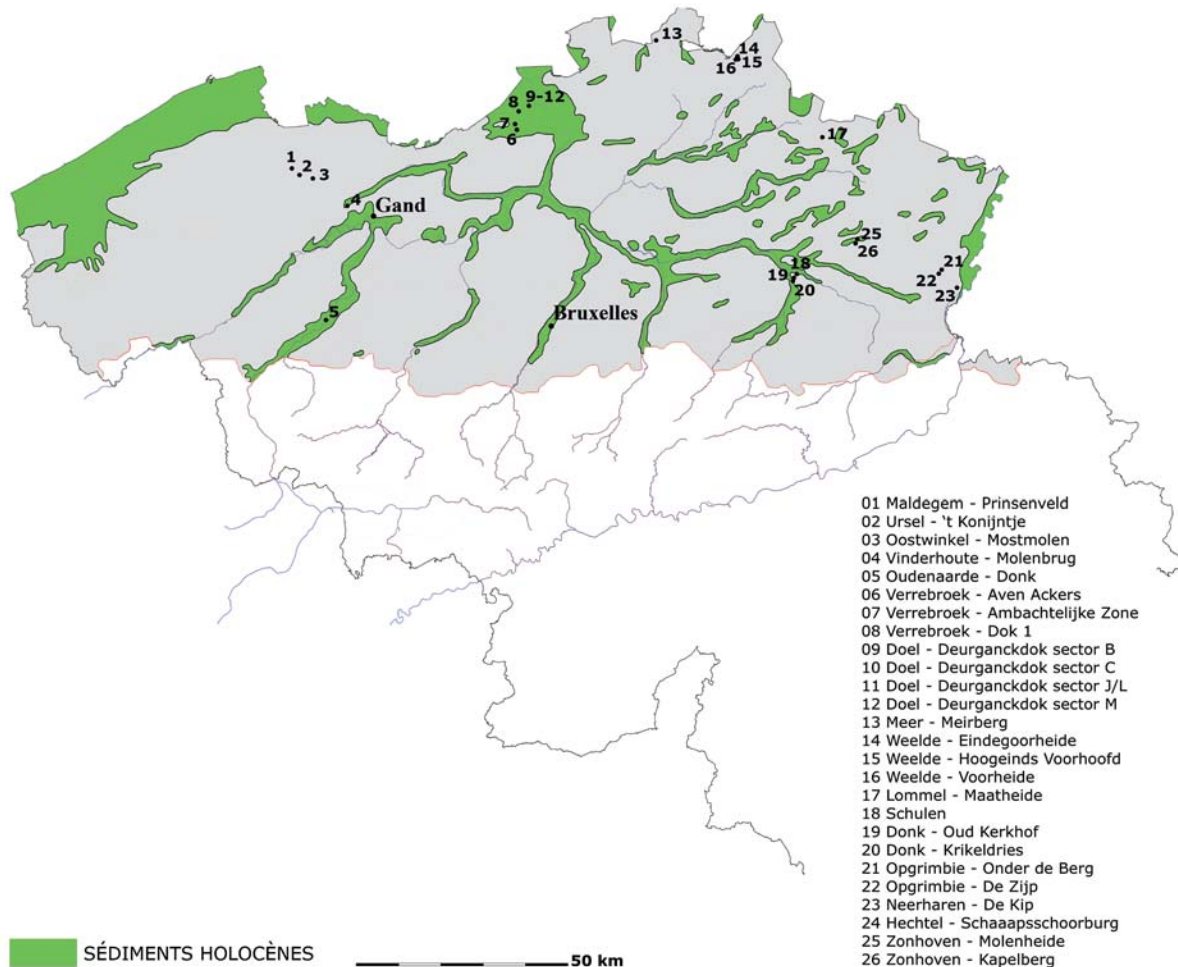 13
14
16 15
8 9-12
7
6
17
1
2 3
4
Gand
25
26
18
21
19
22
20
23
5
Bruxelles
01 Maldegem - Prinsenveld
02 Ursel - 't Konijntje
03 Oostwinkel - Mostmolen
04 Vinderhoute - Molenbrug
05 Oudenaarde - Donk
06 Verrebroek - Aven Ackers
07 Verrebroek - Ambachtelijke Zone
08 Verrebroek - Dok 1
09 Doel - Deurganckdok sector B
10 Doel - Deurganckdok sector C
11 Doel - Deurganckdok sector J/L
12 Doel - Deurganckdok sector M
13 Meer - Meirberg
14 Weelde - Eindegoorheide
15 Weelde - Hoogeinds Voorhoofd
16 Weelde - Voorheide
17 Lommel - Maatheide
18 Schulen
19 Donk - Oud Kerkhof
20 Donk - Krikeldries
21 Opgrimbie - Onder de Berg
22 Opgrimbie - De Zijp
23 Neerharen - De Kip
24 Hechtel - Schaaapsschoorburg
25 Zonhoven - Molenheide
26 Zonhoven - Kapelberg
SÉDIMENTS HOLOCÈNES
50 km